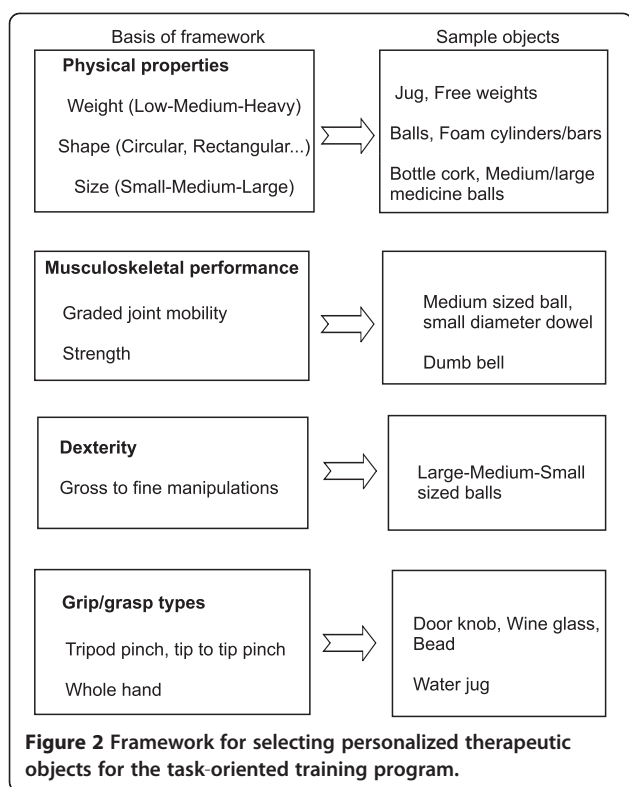 Basis of framework
Sample objects
Physical properties
Weight (Low-Medium-Heavy)
Shape (Circular, Rectangular...)
Size (Small-Medium-Large)
Jug, Free weights
Balls, Foam cylinders/bars
Bottle cork, Medium/large
medicine balls
Musculoskeletal performance
Graded joint mobility
Strength
Medium sized ball,
small diameter dowel
Dumb bell
Dexterity
Gross to fine manipulations
Large-Medium-Small
sized balls
Grip/grasp types
Tripod pinch, tip to tip pinch
Whole hand
Door knob, Wine glass,
Bead
Water jug
Figure 2 Framework for selecting personalized therapeutic
objects for the task-oriented training program.